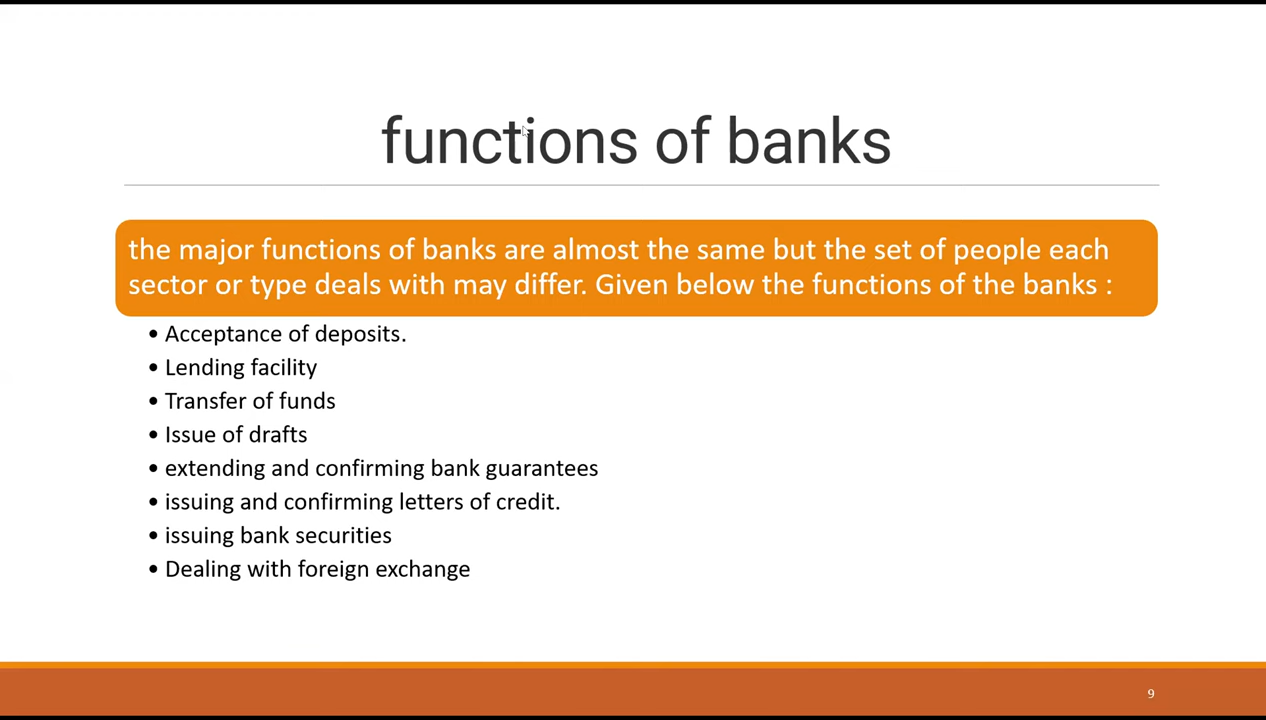 functions of banks
the major functions of banks are almost the same but the set of people each
sector or type deals with may differ. Given below the functions of the banks :
• Acceptance of deposits.
• Lending facility
• Transfer of funds
• Issue of drafts
• extending and confirming bank guarantees
• issuing and confirming letters of credit.
• issuing bank securities
• Dealing with foreign exchange
9